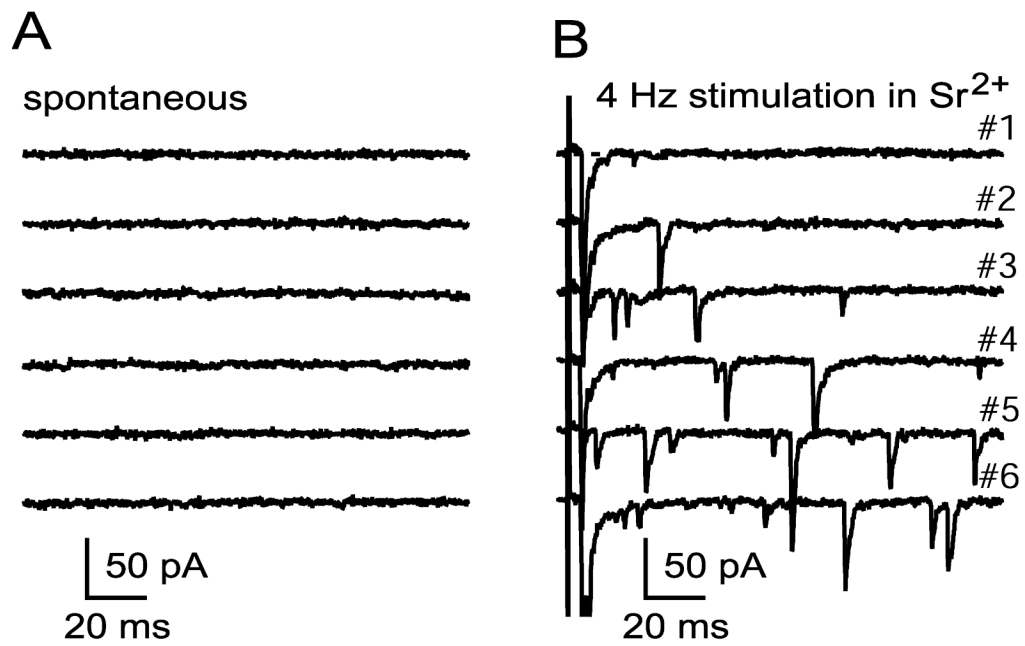 A
spontaneous
50 pA
20 ms
B
4 Hz stimulation in Sr²⁺
#1
#2
#3
#4
#5
#6
50 pA
20 ms